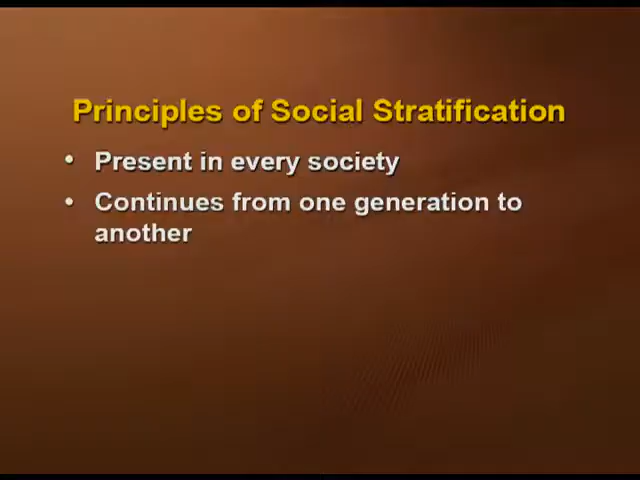 Principles of Social Stratification
• Present in every society
• Continues from one generation to
another